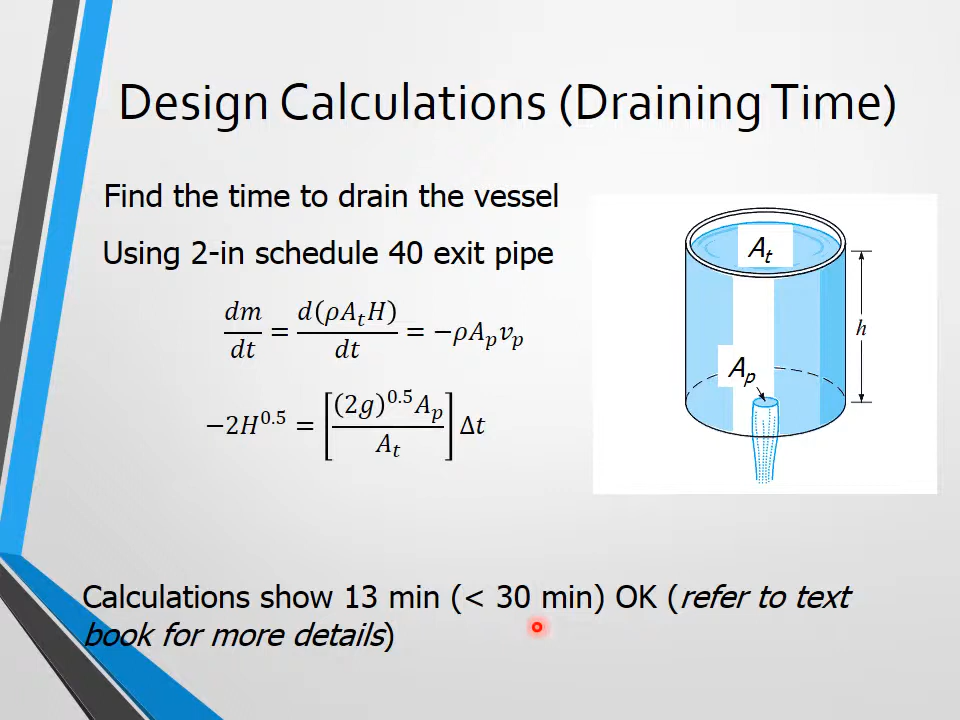 Design Calculations (Draining Time)
Find the time to drain the vessel
Using 2-in schedule 40 exit pipe
dm/dt = d(ρA_tH)/dt = −ρA_pv_p
−2H^0.5 = [(2g)^0.5 A_p / A_t] Δt
A_t
h
A_p
Calculations show 13 min (< 30 min) OK (refer to text
book for more details)